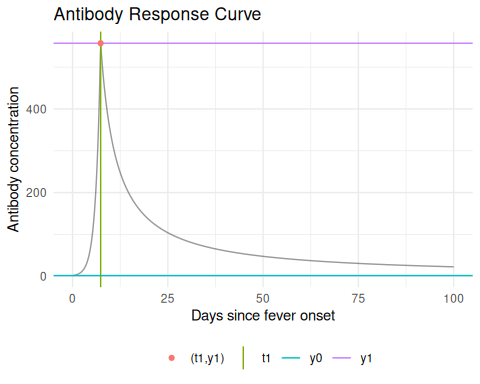 Antibody Response Curve
Antibody concentration
400
200
0
0 25 50 75 100
Days since fever onset
(t1,y1) t1 y0 y1